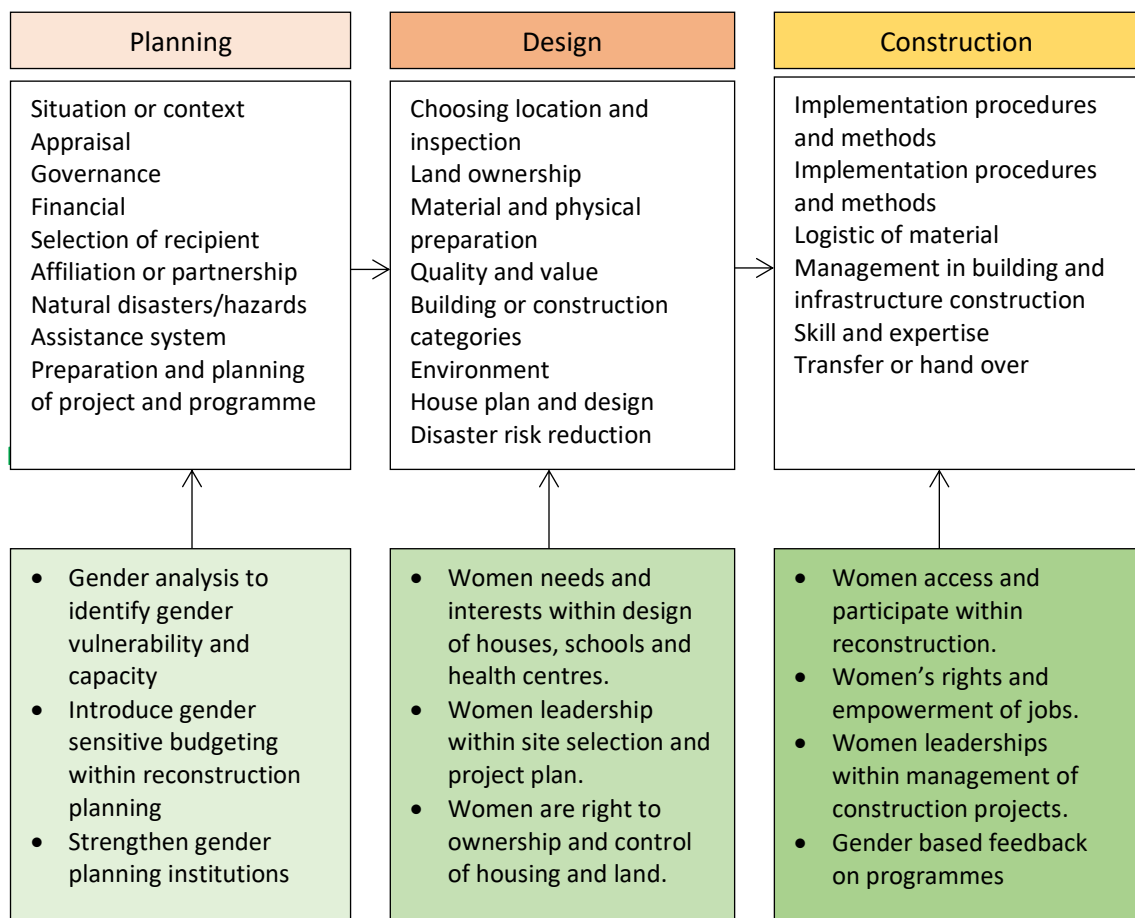 Planning
Situation or context
Appraisal
Governance
Financial
Selection of recipient
Affiliation or partnership
Natural disasters/hazards
Assistance system
Preparation and planning
of project and programme
Design
Choosing location and
inspection
Land ownership
Material and physical
preparation
Quality and value
Building or construction
categories
Environment
House plan and design
Disaster risk reduction
Construction
Implementation procedures
and methods
Implementation procedures
and methods
Logistic of material
Management in building and
infrastructure construction
Skill and expertise
Transfer or hand over
• Gender analysis to
identify gender
vulnerability and
capacity
• Introduce gender
sensitive budgeting
within reconstruction
planning
• Strengthen gender
planning institutions
• Women needs and
interests within design
of houses, schools and
health centres.
• Women leadership
within site selection and
project plan.
• Women are right to
ownership and control
of housing and land.
• Women access and
participate within
reconstruction.
• Women’s rights and
empowerment of jobs.
• Women leaderships
within management of
construction projects.
• Gender based feedback
on programmes